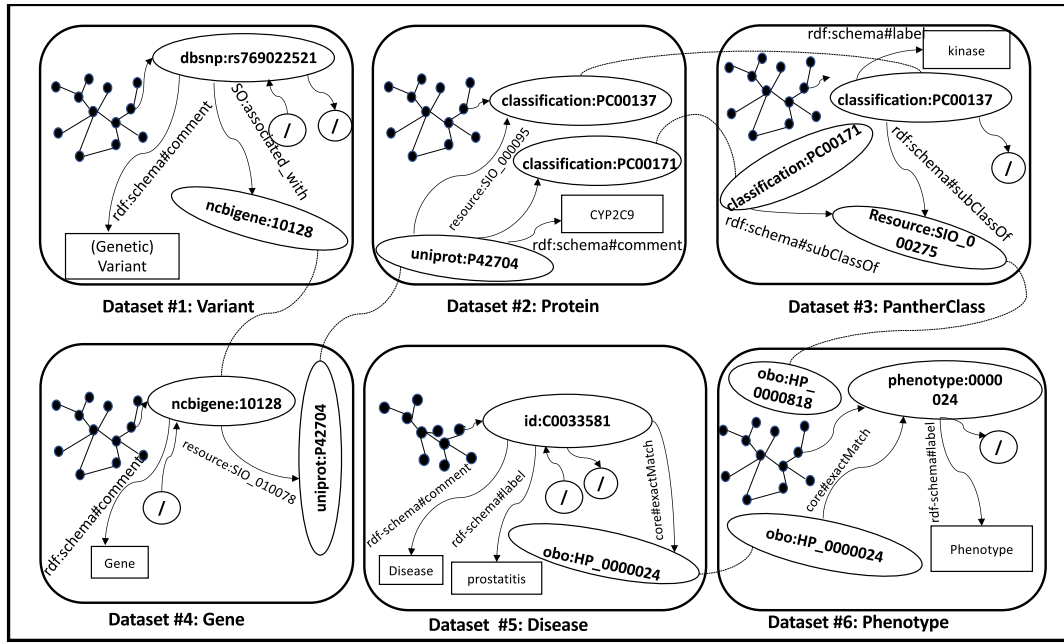 dbsnp:rs769022521
rdf:schema#comment
SO:associated_with
/
/
ncbigene:10128
(Genetic)
Variant
Dataset #1: Variant
classification:PC00137
resource:SIO_000095
classification:PC00171
CYP2C9
rdf:schema#comment
uniprot:P42704
Dataset #2: Protein
rdf:schema#label
kinase
classification:PC00137
classification:PC00171
rdf:schema#subClassOf
/
rdf:schema#subClassOf
Resource:SIO_0
00275
Dataset #3: PantherClass
ncbigene:10128
rdf:schema#comment
resource:SIO_010078
/
uniprot:P42704
Gene
Dataset #4: Gene
id:C0033581
rdf-schema#comment
rdf-schema#label
/
/
core#exactMatch
Disease
prostatitis
obo:HP_0000024
Dataset #5: Disease
obo:HP_
0000818
phenotype:0000
024
core#exactMatch
rdf-schema#label
/
obo:HP_0000024
Phenotype
Dataset #6: Phenotype